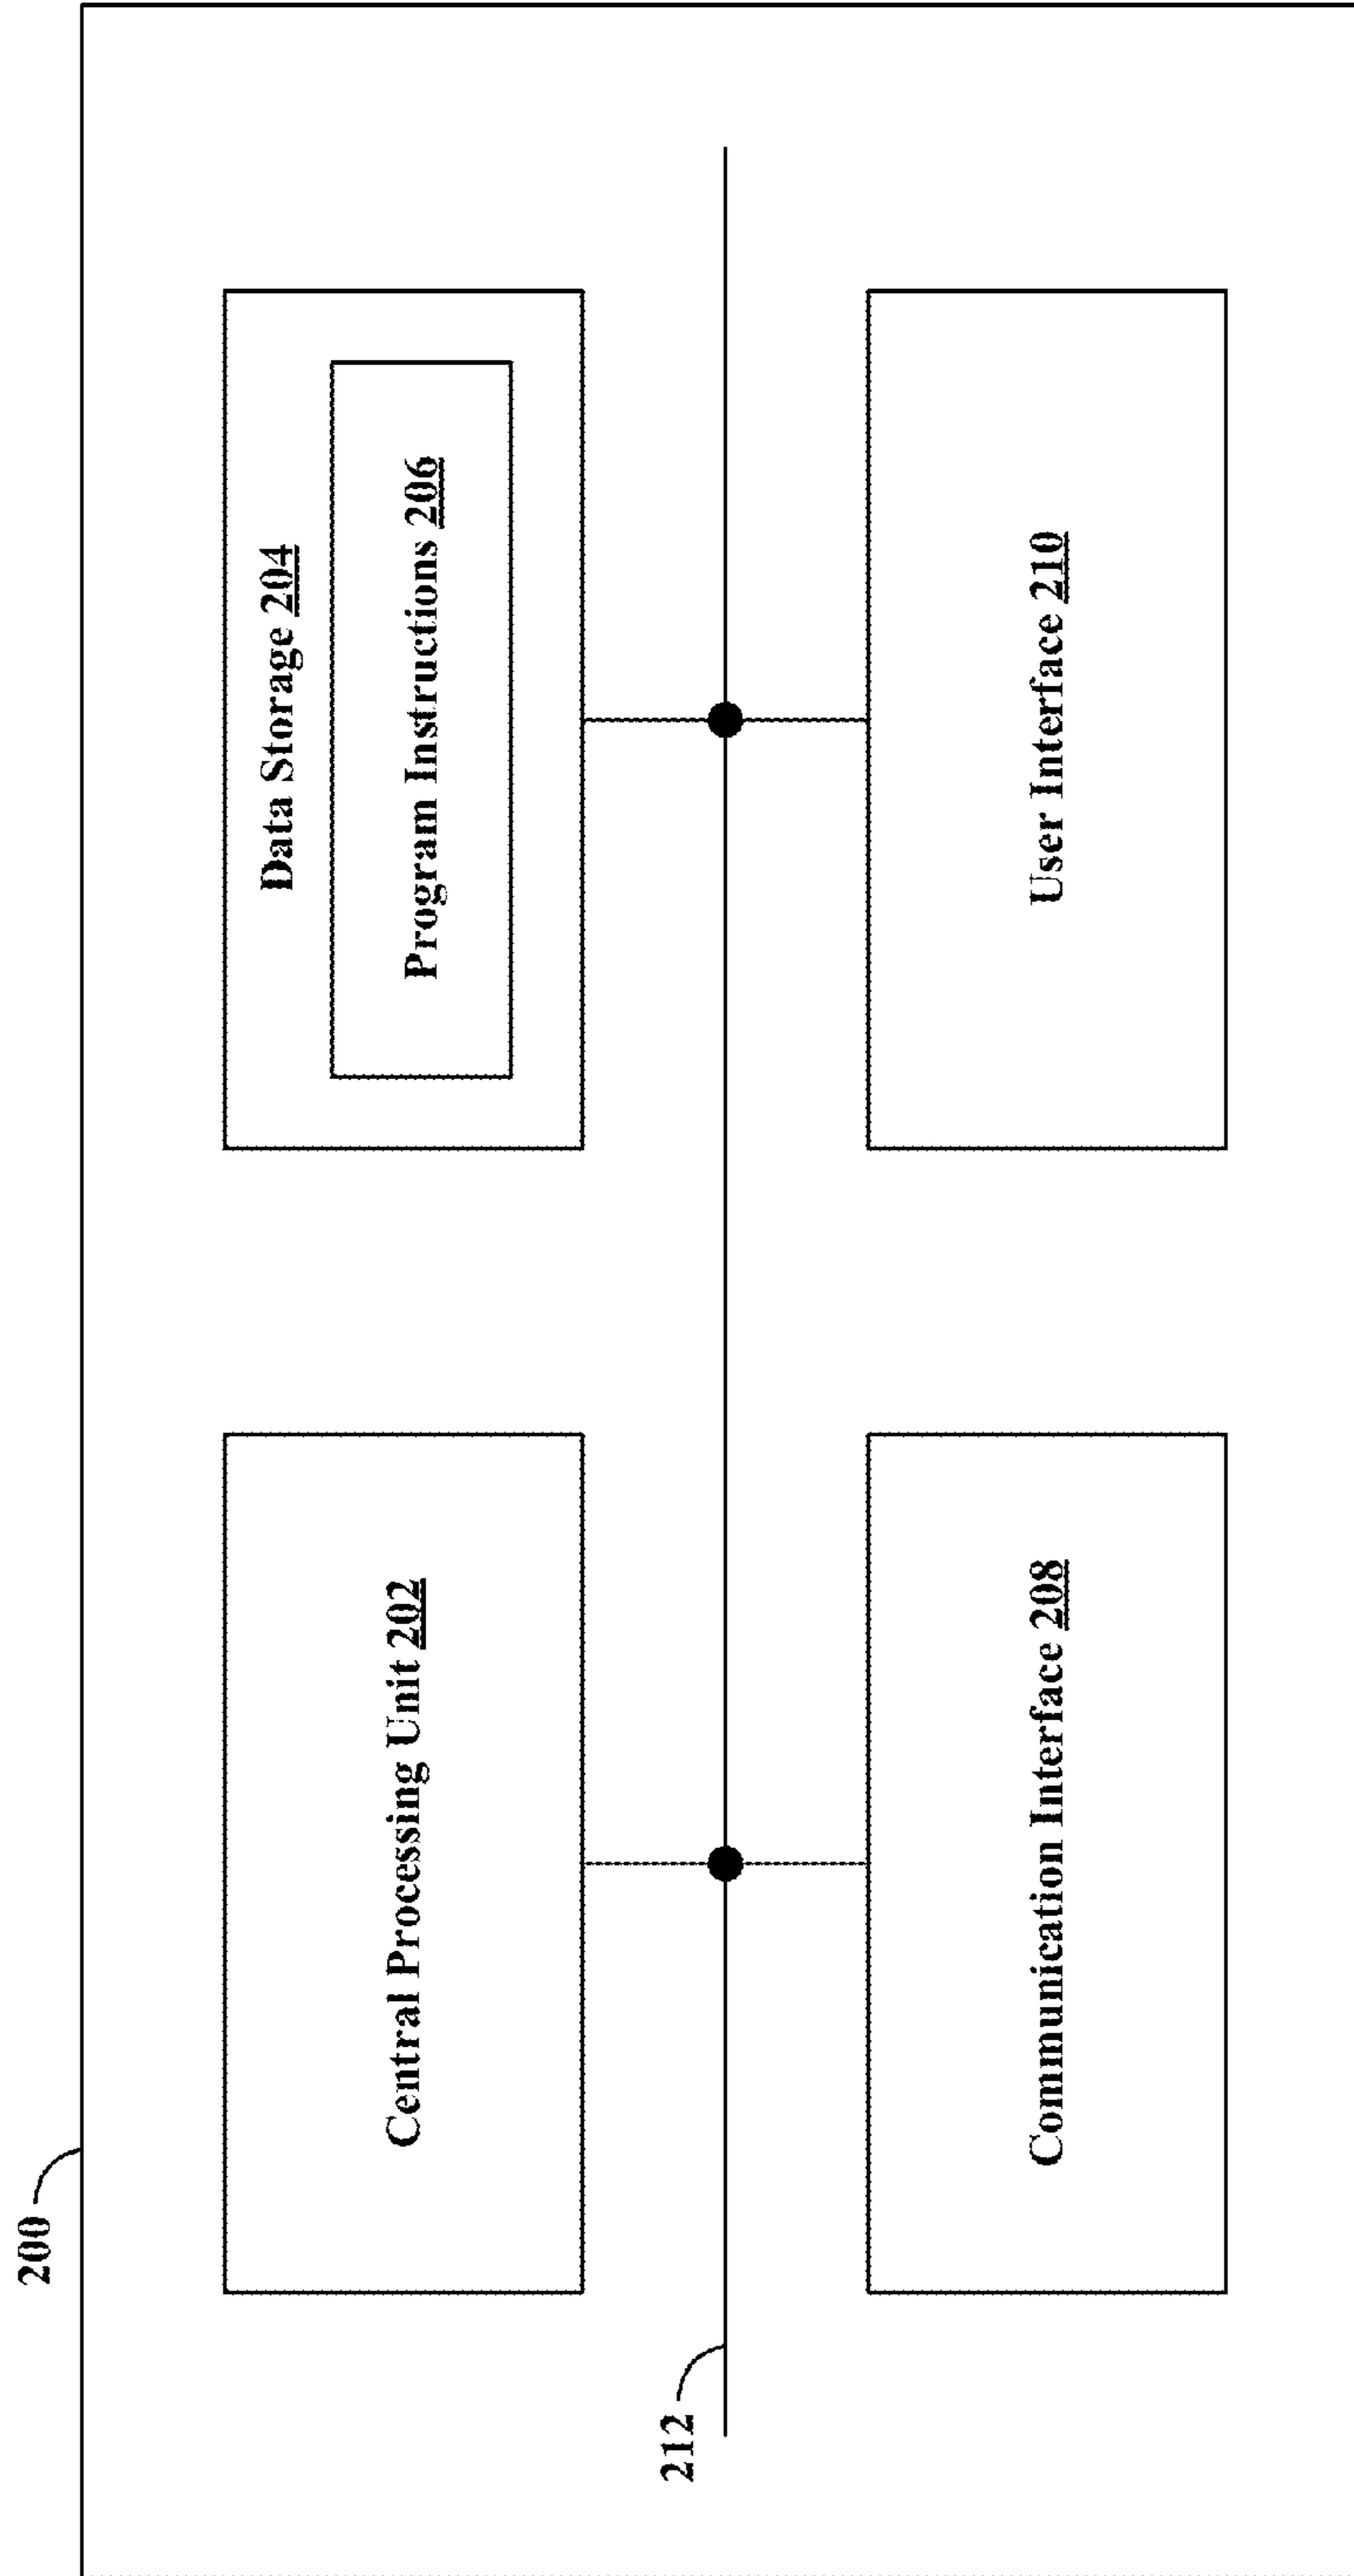 200
Central Processing Unit 202
Data Storage 204
Program Instructions 206
212
Communication Interface 208
User Interface 210